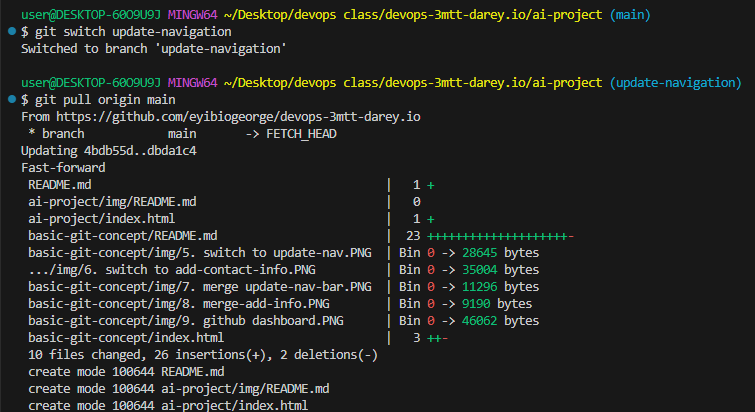 user@DESKTOP-60O9U9J MINGW64 ~/Desktop/devops class/devops-3mtt-darey.io/ai-project (main)
$ git switch update-navigation
Switched to branch 'update-navigation'
user@DESKTOP-60O9U9J MINGW64 ~/Desktop/devops class/devops-3mtt-darey.io/ai-project (update-navigation)
$ git pull origin main
From https://github.com/eyibiogeorge/devops-3mtt-darey.io
 * branch            main       -> FETCH_HEAD
Updating 4bdb55d..dbda1c4
Fast-forward
 README.md                                          |   1 +
 ai-project/img/README.md                           |   0
 ai-project/index.html                              |   1 +
 basic-git-concept/README.md                        |  23 ++++++++++++++++++++-
 basic-git-concept/img/5. switch to update-nav.PNG  | Bin 0 -> 28645 bytes
 .../img/6. switch to add-contact-info.PNG          | Bin 0 -> 35004 bytes
 basic-git-concept/img/7. merge update-nav-bar.PNG  | Bin 0 -> 11296 bytes
 basic-git-concept/img/8. merge-add-info.PNG        | Bin 0 -> 9190 bytes
 basic-git-concept/img/9. github dashboard.PNG      | Bin 0 -> 46062 bytes
 basic-git-concept/index.html                       |   3 ++-
 10 files changed, 26 insertions(+), 2 deletions(-)
 create mode 100644 README.md
 create mode 100644 ai-project/img/README.md
 create mode 100644 ai-project/index.html